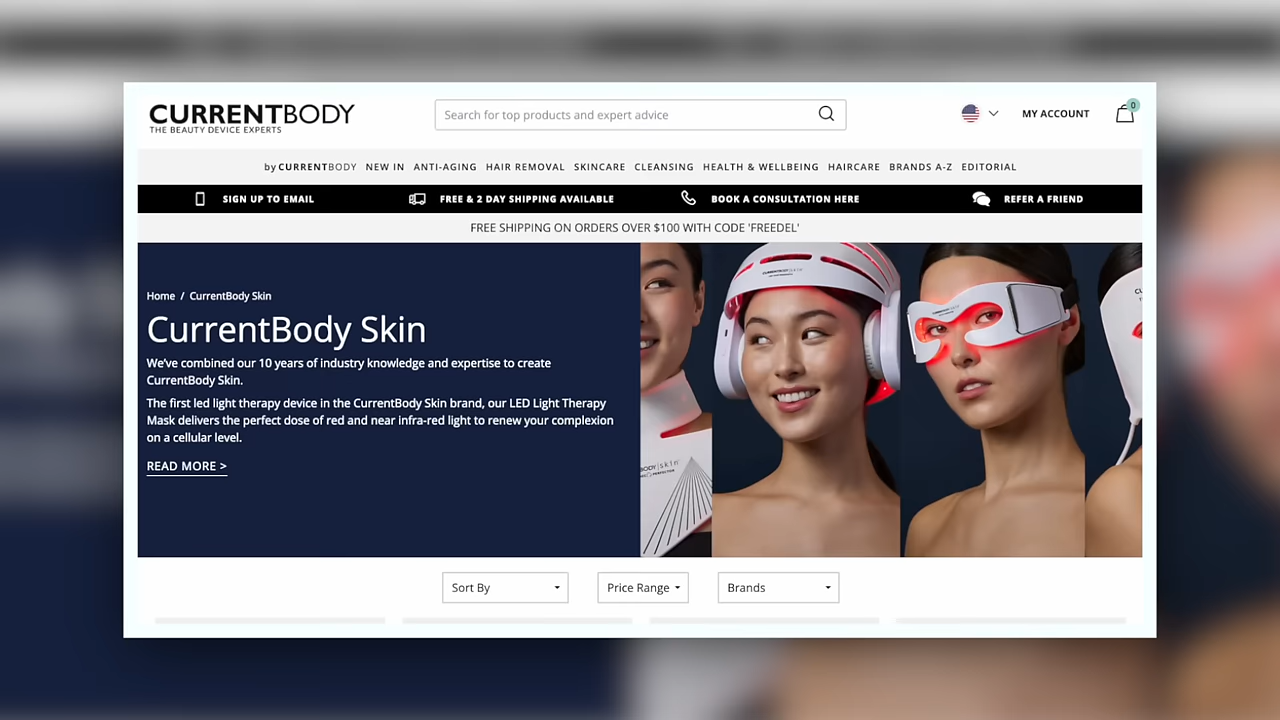 CURRENTBODY
THE BEAUTY DEVICE EXPERTS
Search for top products and expert advice
MY ACCOUNT
0
by CURRENTBODY NEW IN ANTI-AGING HAIR REMOVAL SKINCARE CLEANSING HEALTH & WELLBEING HAIRCARE BRANDS A-Z EDITORIAL
SIGN UP TO EMAIL
FREE & 2 DAY SHIPPING AVAILABLE
BOOK A CONSULTATION HERE
REFER A FRIEND
FREE SHIPPING ON ORDERS OVER $100 WITH CODE 'FREEDEL'
Home / CurrentBody Skin
CurrentBody Skin
We've combined our 10 years of industry knowledge and expertise to create
CurrentBody Skin.
The first led light therapy device in the CurrentBody Skin brand, our LED Light Therapy
Mask delivers the perfect dose of red and near infra-red light to renew your complexion
on a cellular level.
READ MORE >
Sort By
Price Range
Brands